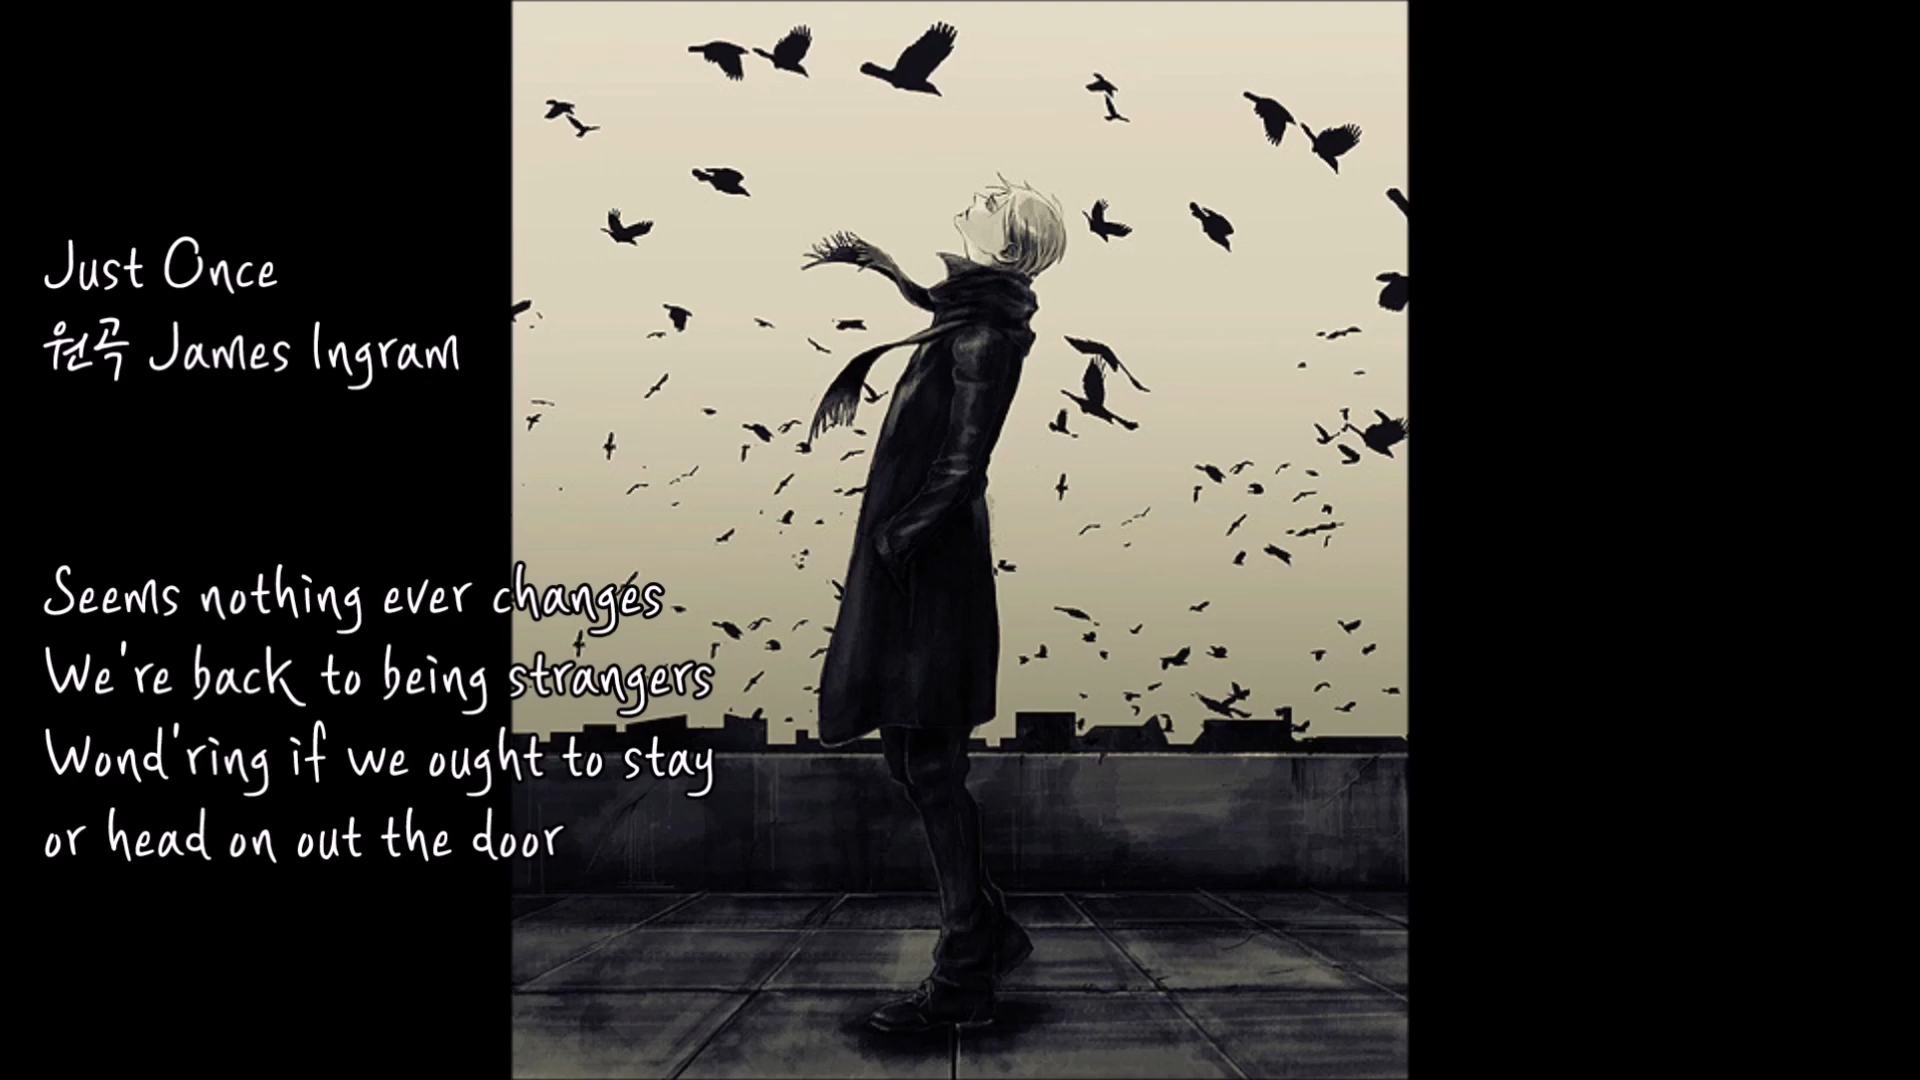 Just Once
원곡 James Ingram
Seems nothing ever changes
We're back to being strangers
Wond'ring if we ought to stay
or head on out the door